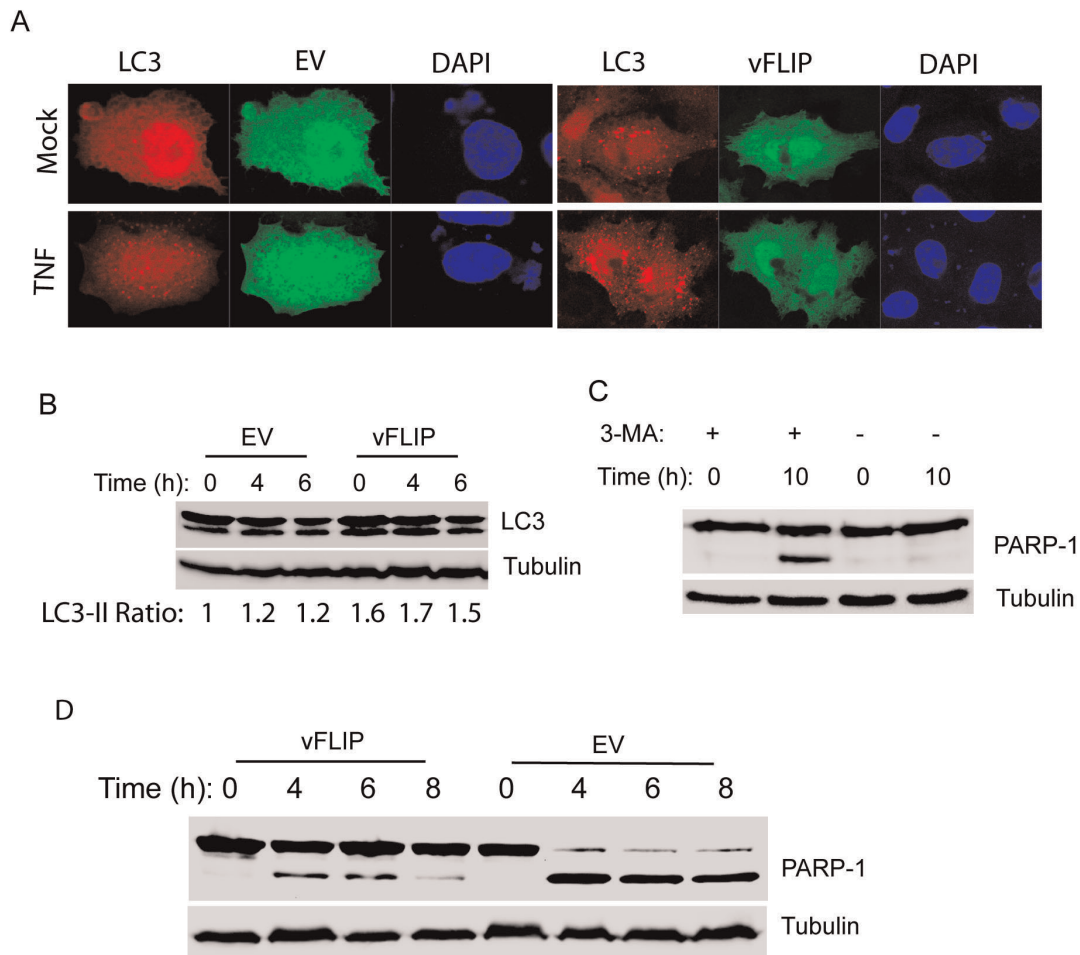 A
LC3 EV DAPI LC3 vFLIP DAPI
Mock
TNF
B
EV vFLIP
Time (h): 0 4 6 0 4 6
LC3
Tubulin
LC3-II Ratio: 1 1.2 1.2 1.6 1.7 1.5
C
3-MA: + + - -
Time (h): 0 10 0 10
PARP-1
Tubulin
D
vFLIP EV
Time (h): 0 4 6 8 0 4 6 8
PARP-1
Tubulin